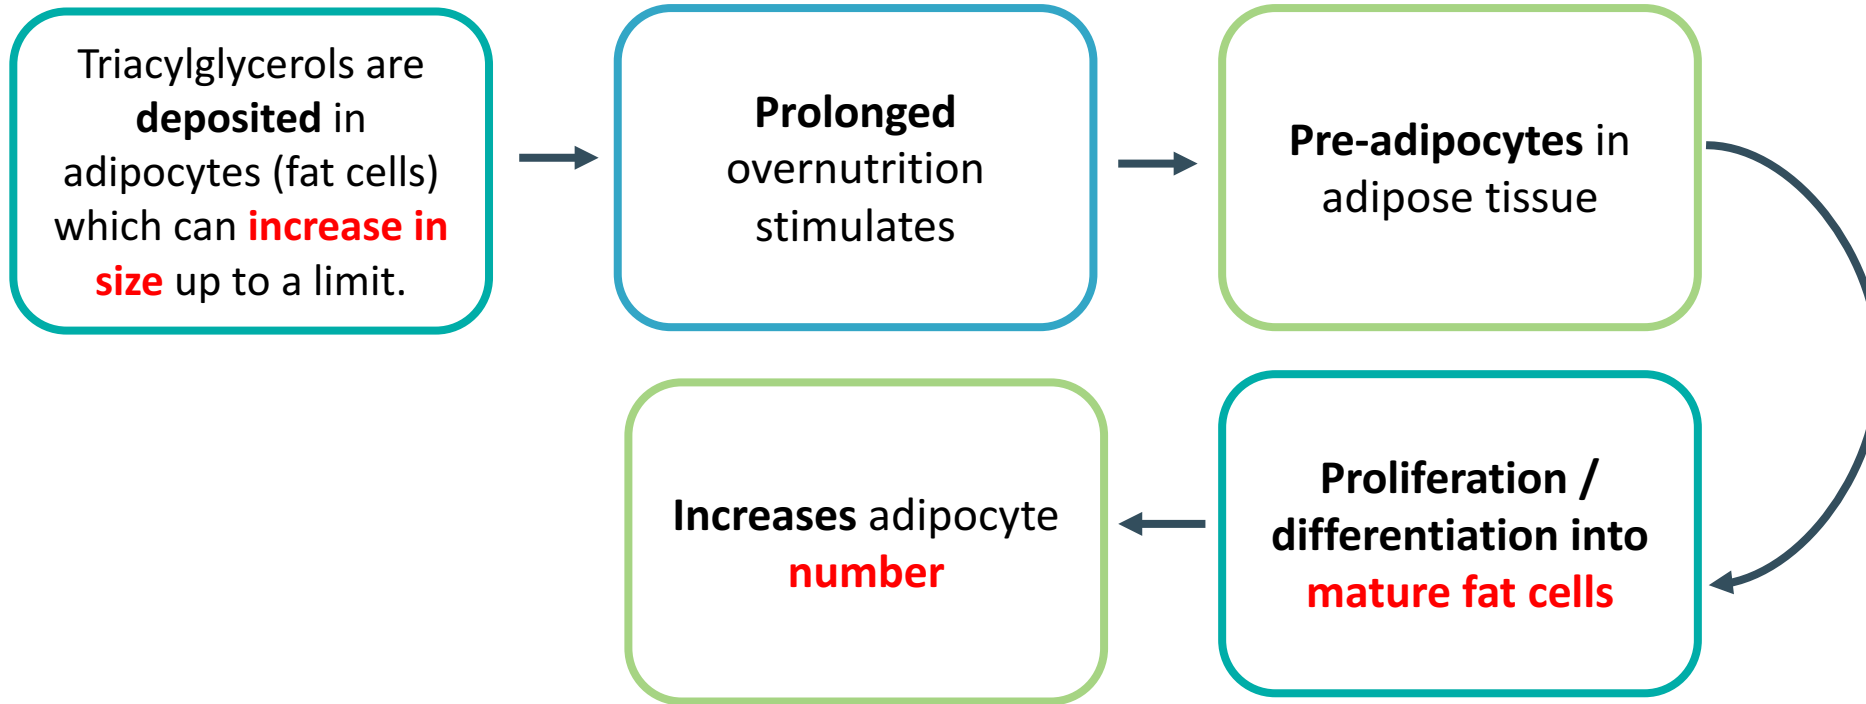 Triacylglycerols are
deposited in
adipocytes (fat cells)
which can increase in
size up to a limit.
Prolonged
overnutrition
stimulates
Pre-adipocytes in
adipose tissue
Proliferation /
differentiation into
mature fat cells
Increases adipocyte
number